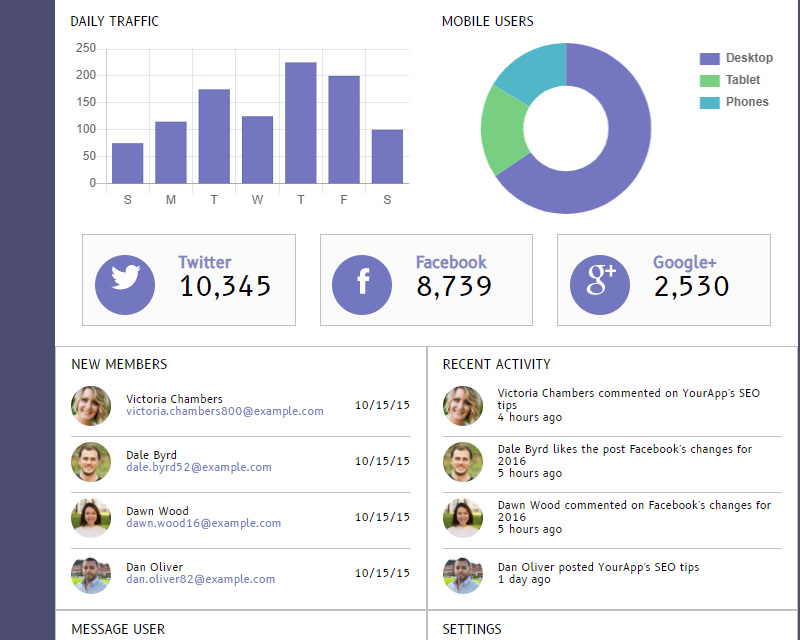 DAILY TRAFFIC
250
200
150
100
50
0
S M T W T F S
MOBILE USERS
Desktop
Tablet
Phones
Twitter
10,345
Facebook
8,739
Google+
2,530
NEW MEMBERS
Victoria Chambers
victoria.chambers800@example.com
10/15/15
Dale Byrd
dale.byrd52@example.com
10/15/15
Dawn Wood
dawn.wood16@example.com
10/15/15
Dan Oliver
dan.oliver82@example.com
10/15/15
RECENT ACTIVITY
Victoria Chambers commented on YourApp's SEO
tips
4 hours ago
Dale Byrd likes the post Facebook's changes for
2016
5 hours ago
Dawn Wood commented on Facebook's changes for
2016
5 hours ago
Dan Oliver posted YourApp's SEO tips
1 day ago
MESSAGE USER
SETTINGS